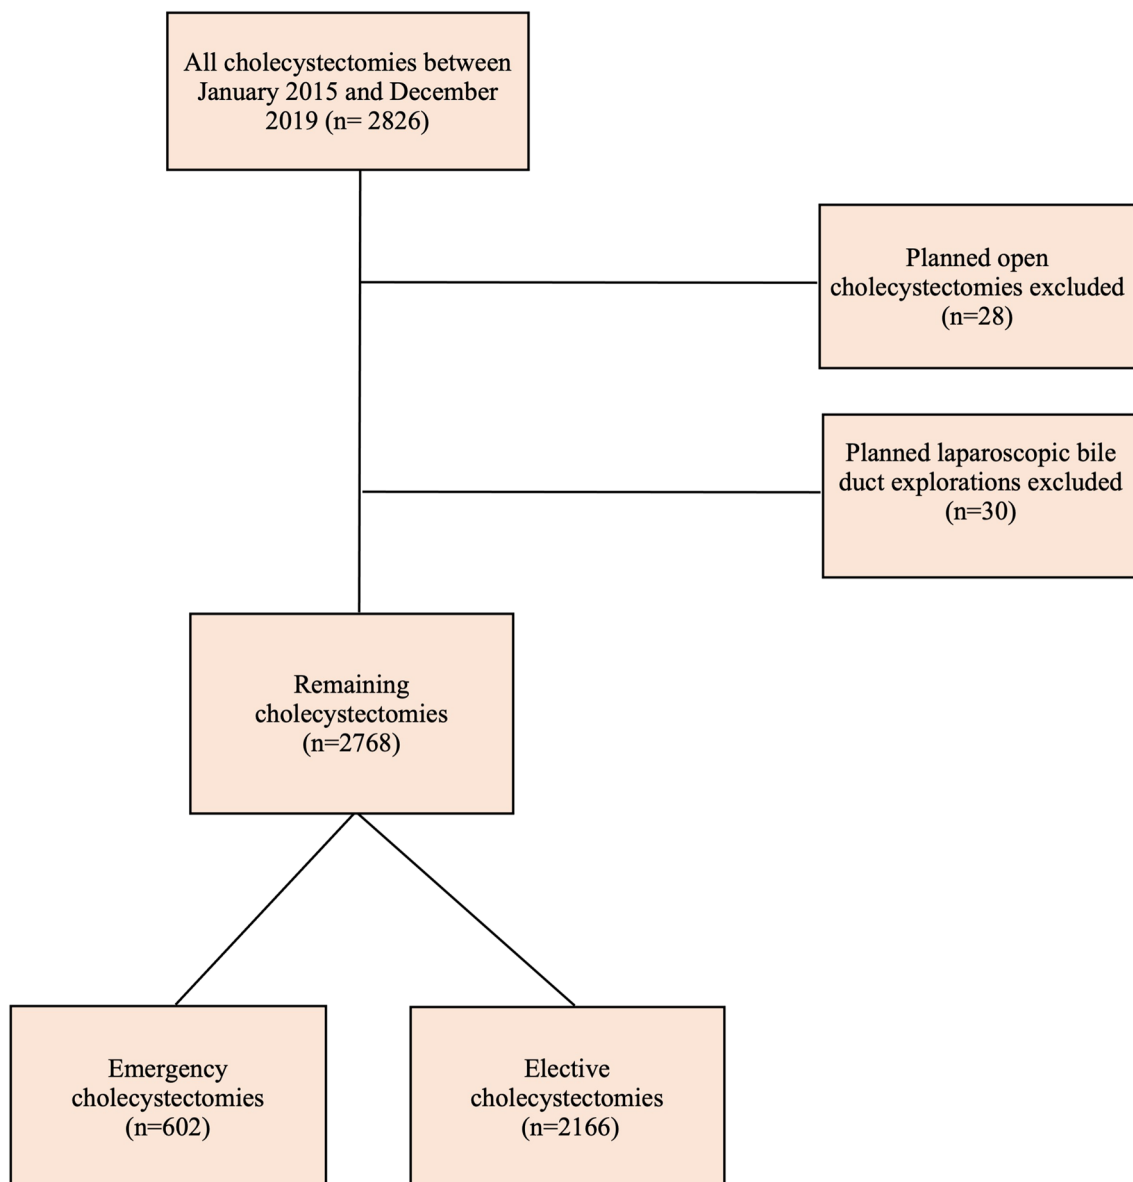 All cholecystectomies between
January 2015 and December
2019 (n= 2826)
Planned open
cholecystectomies excluded
(n=28)
Planned laparoscopic bile
duct explorations excluded
(n=30)
Remaining
cholecystectomies
(n=2768)
Emergency
cholecystectomies
(n=602)
Elective
cholecystectomies
(n=2166)